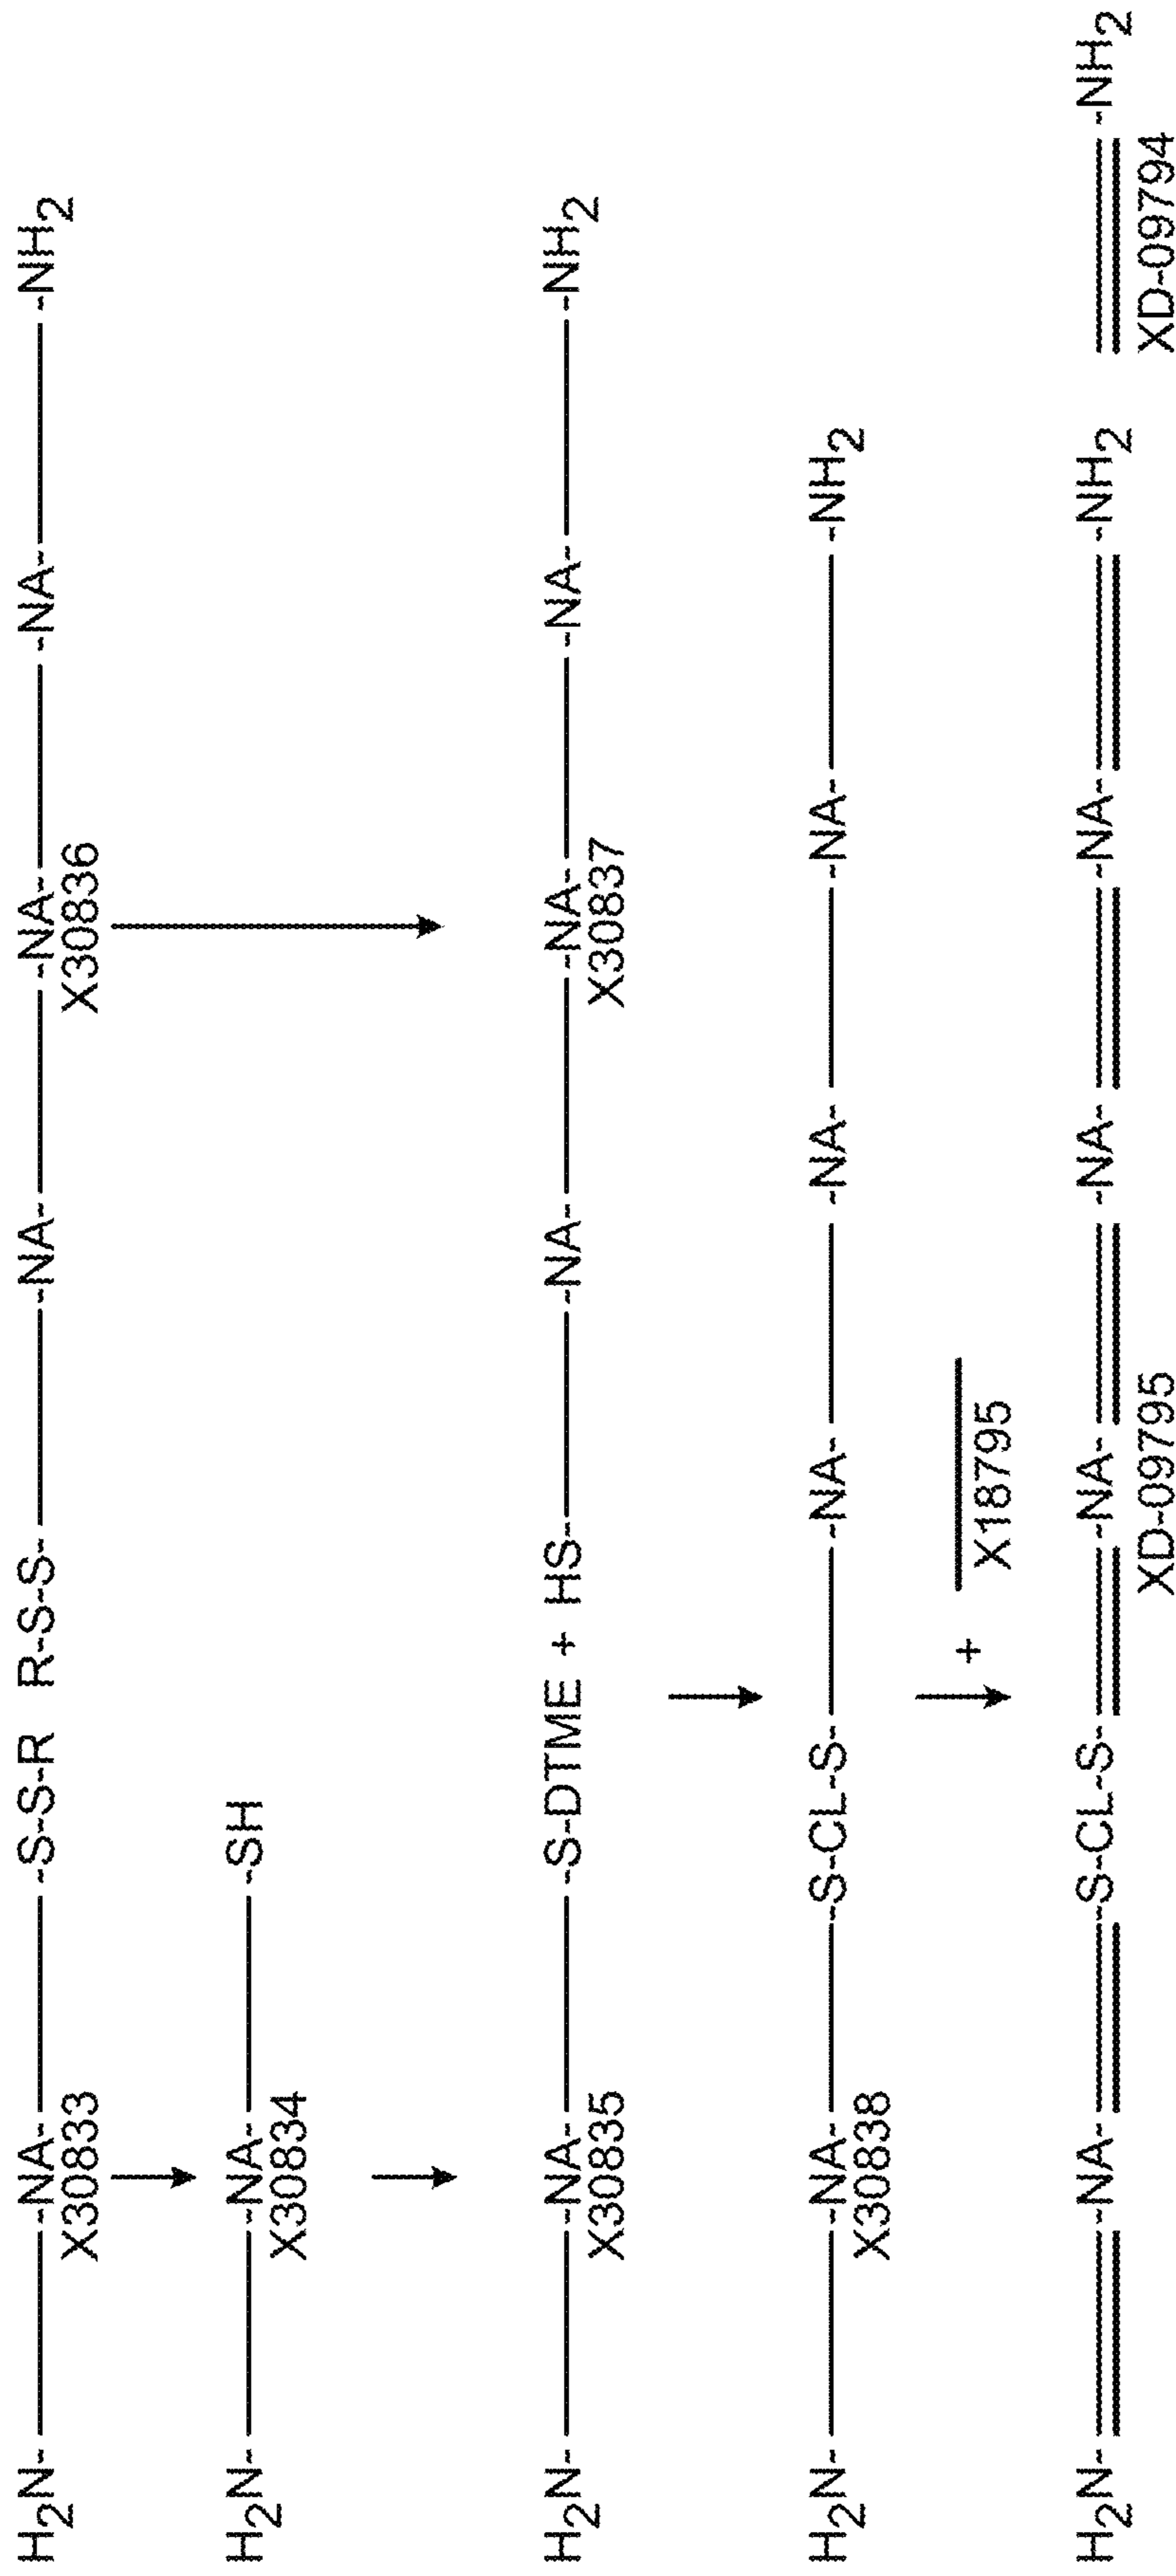 H2N- -NA- -S-S-R R-S-S- -NA- -NA- -NA- -NH2
X30833 X30836
H2N- -NA- -SH
X30834
H2N- -NA- -S-DTME + HS- -NA- -NA- -NA- -NH2
X30835 X30837
H2N- -NA- -S-CL-S- -NA- -NA- -NA- -NH2
X30838
+
X18795
H2N- -NA- -S-CL-S- -NA- -NA- -NA- -NH2 -NH2
XD-09795 XD-09794